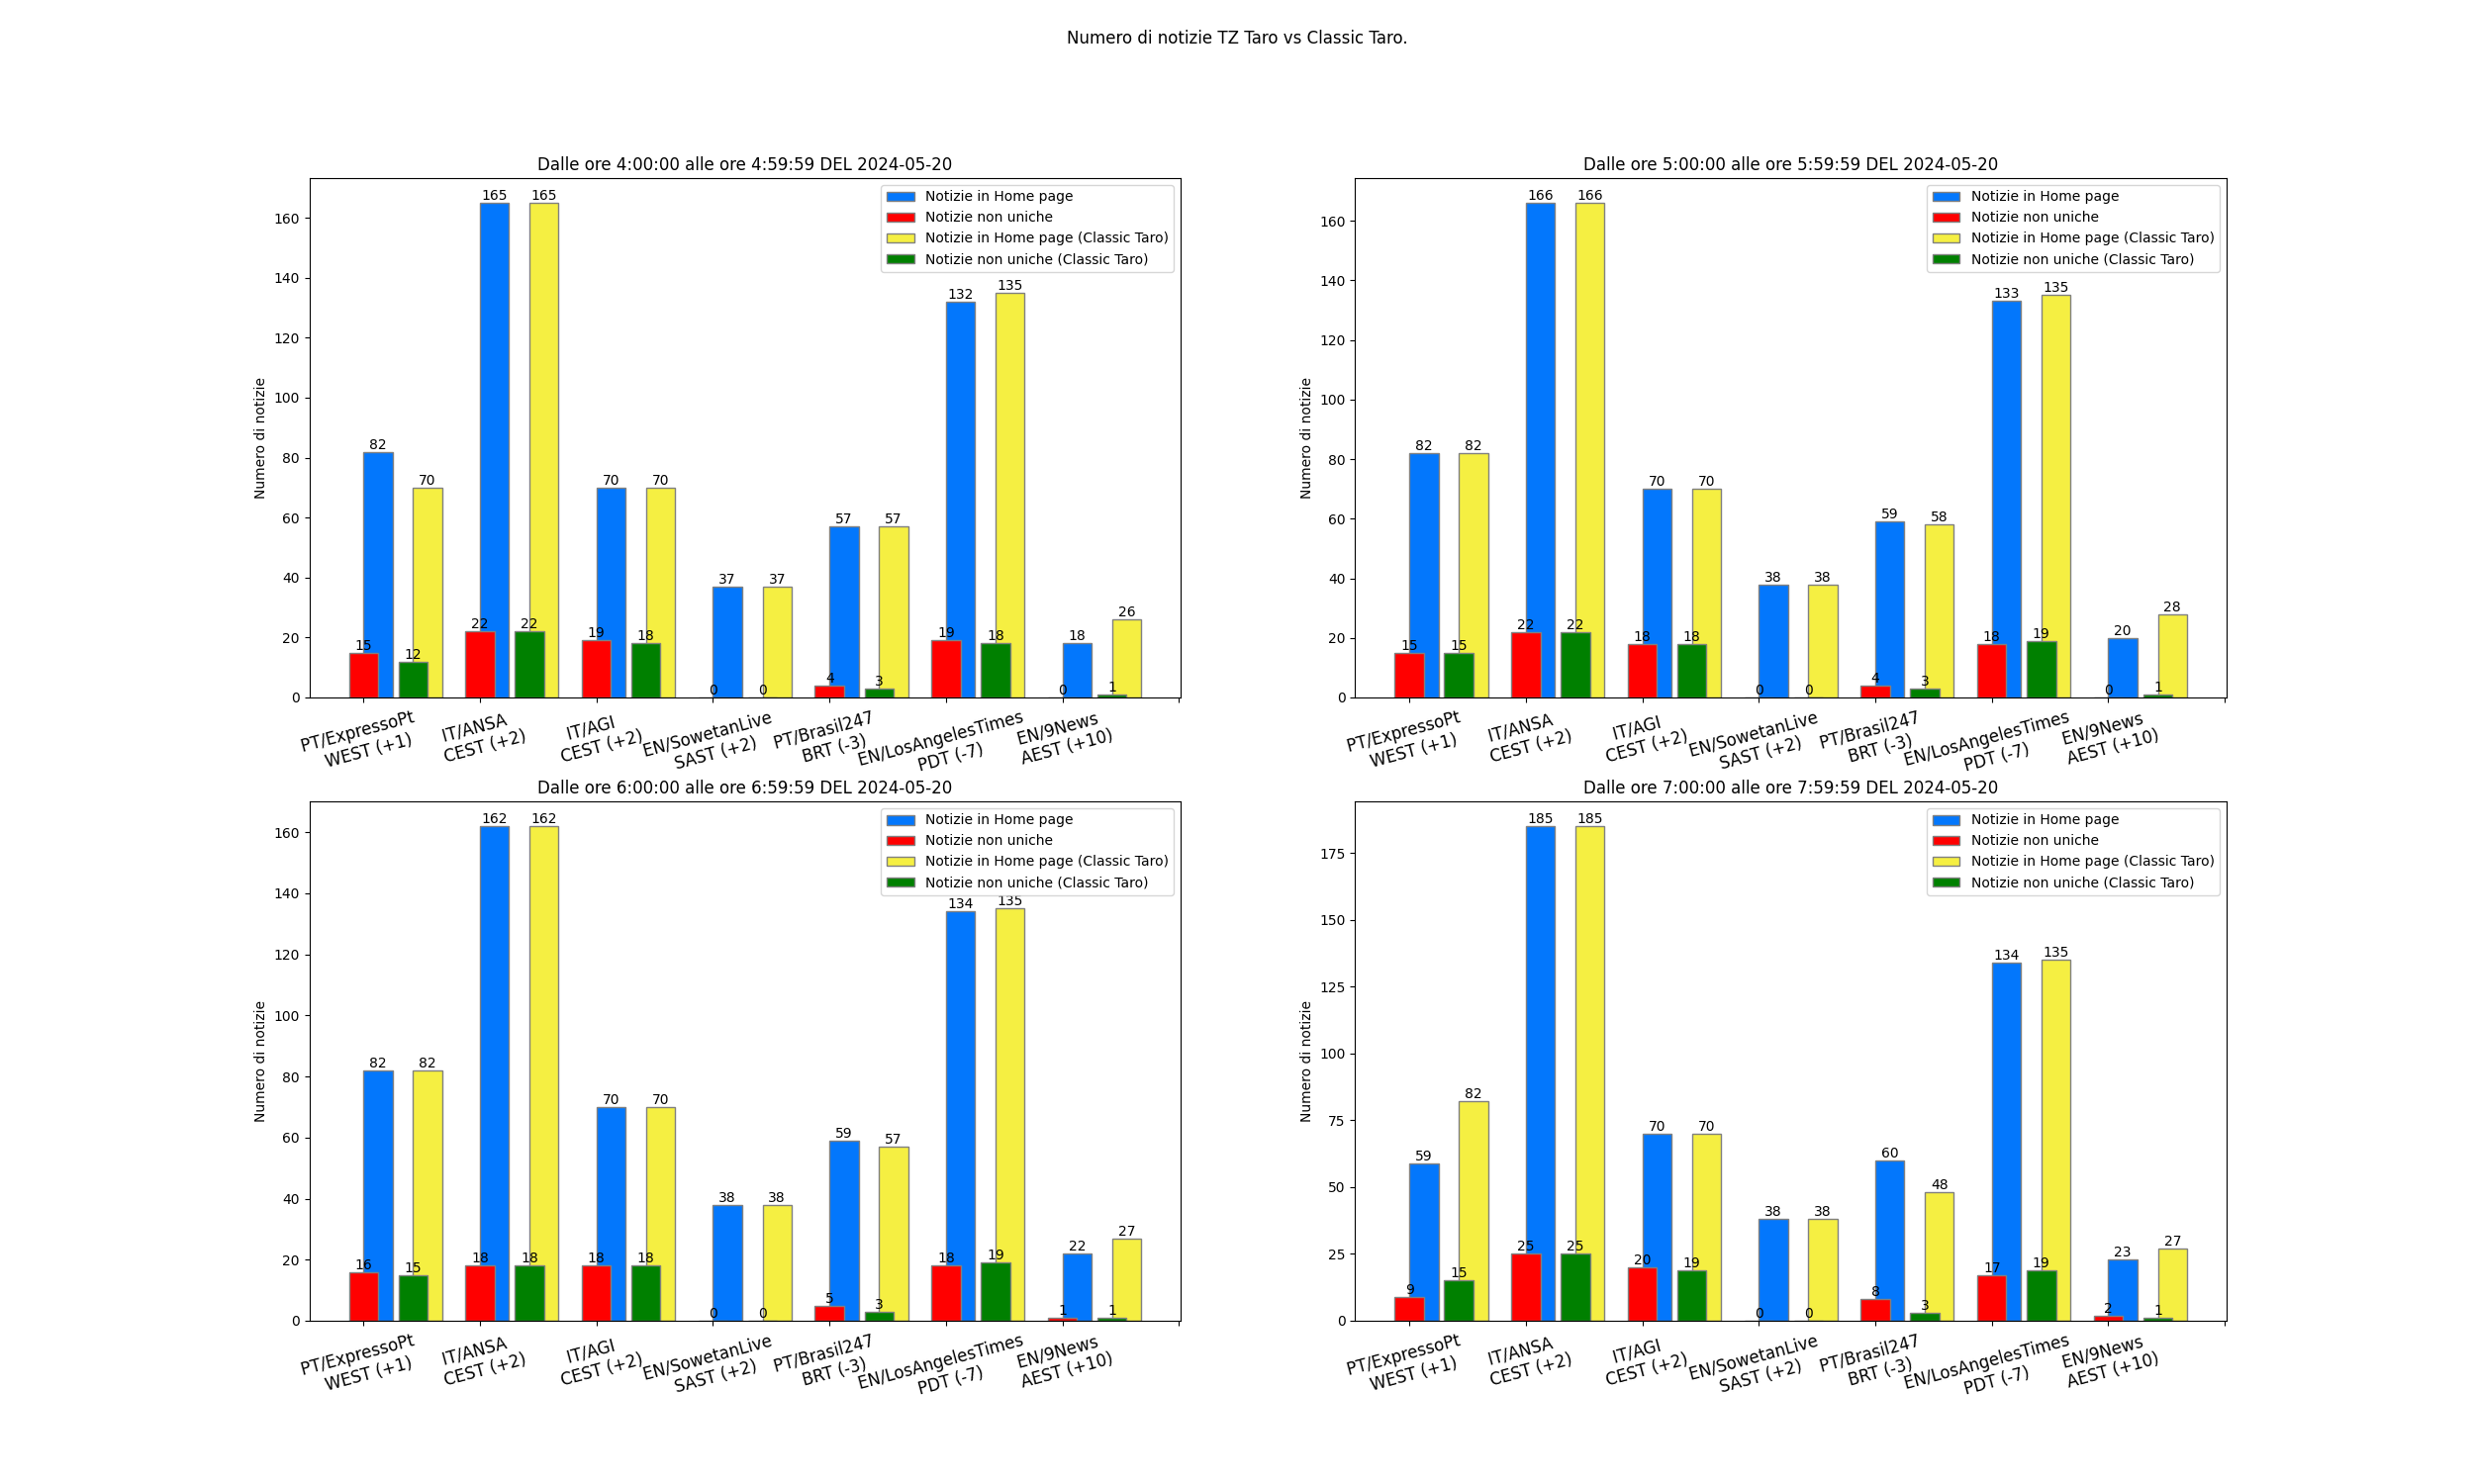 Numero di notizie TZ Taro vs Classic Taro.
Dalle ore 4:00:00 alle ore 4:59:59 DEL 2024-05-20
Notizie in Home page
Notizie non uniche
Notizie in Home page (Classic Taro)
Notizie non uniche (Classic Taro)
Numero di notizie
160
140
120
100
80
60
40
20
0
15
82
12
70
22
165
22
165
19
70
18
70
0
37
0
37
4
57
3
57
19
132
18
135
0
18
1
26
PT/ExpressoPt
WEST (+1)
IT/ANSA
CEST (+2)
IT/AGI
CEST (+2)
EN/SowetanLive
SAST (+2)
PT/Brasil247
BRT (-3)
EN/LosAngelesTimes
PDT (-7)
EN/9News
AEST (+10)
Dalle ore 5:00:00 alle ore 5:59:59 DEL 2024-05-20
Notizie in Home page
Notizie non uniche
Notizie in Home page (Classic Taro)
Notizie non uniche (Classic Taro)
Numero di notizie
160
140
120
100
80
60
40
20
0
15
82
15
82
22
166
22
166
18
70
18
70
0
38
0
38
4
59
3
58
18
133
19
135
0
20
1
28
PT/ExpressoPt
WEST (+1)
IT/ANSA
CEST (+2)
IT/AGI
CEST (+2)
EN/SowetanLive
SAST (+2)
PT/Brasil247
BRT (-3)
EN/LosAngelesTimes
PDT (-7)
EN/9News
AEST (+10)
Dalle ore 6:00:00 alle ore 6:59:59 DEL 2024-05-20
Notizie in Home page
Notizie non uniche
Notizie in Home page (Classic Taro)
Notizie non uniche (Classic Taro)
Numero di notizie
160
140
120
100
80
60
40
20
0
16
82
15
82
18
162
18
162
18
70
18
70
0
38
0
38
5
59
3
57
18
134
19
135
1
22
1
27
PT/ExpressoPt
WEST (+1)
IT/ANSA
CEST (+2)
IT/AGI
CEST (+2)
EN/SowetanLive
SAST (+2)
PT/Brasil247
BRT (-3)
EN/LosAngelesTimes
PDT (-7)
EN/9News
AEST (+10)
Dalle ore 7:00:00 alle ore 7:59:59 DEL 2024-05-20
Notizie in Home page
Notizie non uniche
Notizie in Home page (Classic Taro)
Notizie non uniche (Classic Taro)
Numero di notizie
175
150
125
100
75
50
25
0
9
59
15
82
25
185
25
185
20
70
19
70
0
38
0
38
8
60
3
48
17
134
19
135
2
23
1
27
PT/ExpressoPt
WEST (+1)
IT/ANSA
CEST (+2)
IT/AGI
CEST (+2)
EN/SowetanLive
SAST (+2)
PT/Brasil247
BRT (-3)
EN/LosAngelesTimes
PDT (-7)
EN/9News
AEST (+10)